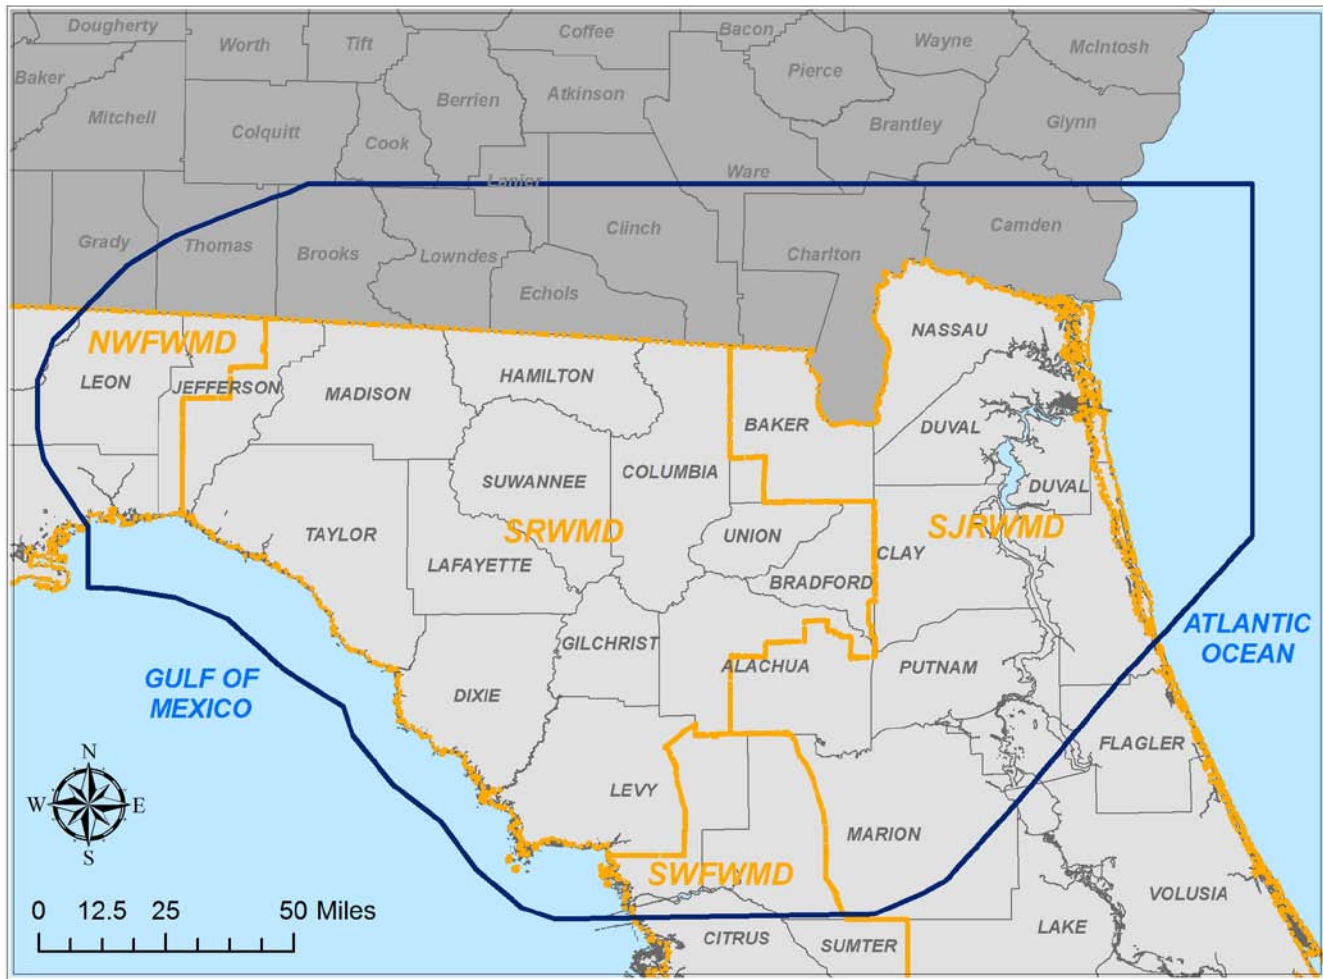 Dougherty
Worth
Tift
Coffee
Bacon
Wayne
McIntosh
Baker
Pierce
Mitchell
Berrien
Atkinson
Colquitt
Cook
Brantley
Glynn
Lanier
Ware
Grady
Thomas
Brooks
Lowndes
Clinch
Charlton
Camden
Echols
NWFWMD
NASSAU
LEON
JEFFERSON
MADISON
HAMILTON
BAKER
DUVAL
SUWANNEE
COLUMBIA
DUVAL
TAYLOR
SRWMD
UNION
SJRWMD
LAFAYETTE
BRADFORD
CLAY
GILCHRIST
ATLANTIC
OCEAN
ALACHUA
PUTNAM
GULF OF
MEXICO
DIXIE
FLAGLER
N
W
E
S
LEVY
MARION
SWFWMD
VOLUSIA
0 12.5 25 50 Miles
CITRUS
SUMTER
LAKE